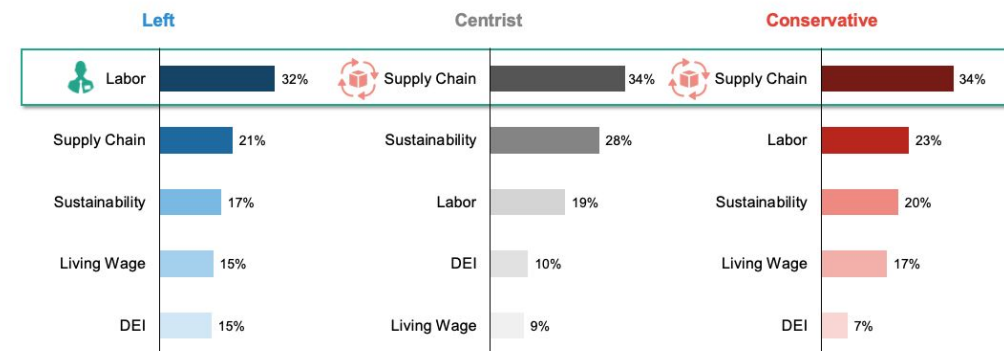 Left Centrist Conservative
Labor 32% Supply Chain 34% Supply Chain 34%
Supply Chain 21% Sustainability 28% Labor 23%
Sustainability 17% Labor 19% Sustainability 20%
Living Wage 15% DEI 10% Living Wage 17%
DEI 15% Living Wage 9% DEI 7%